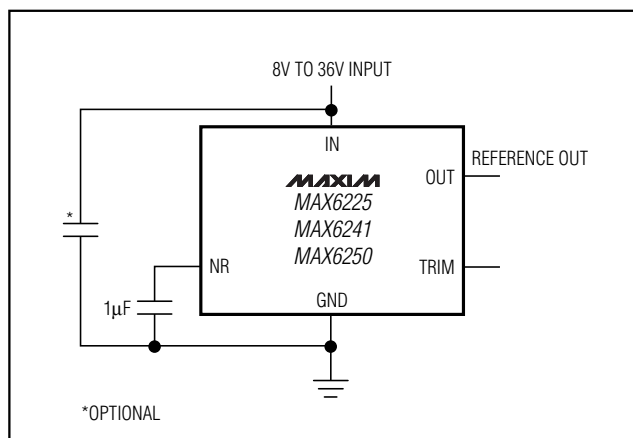 8V TO 36V INPUT
IN
REFERENCE OUT
OUT
MAXIM
MAX6225
MAX6241
MAX6250
*
NR
TRIM
1μF
GND
*OPTIONAL